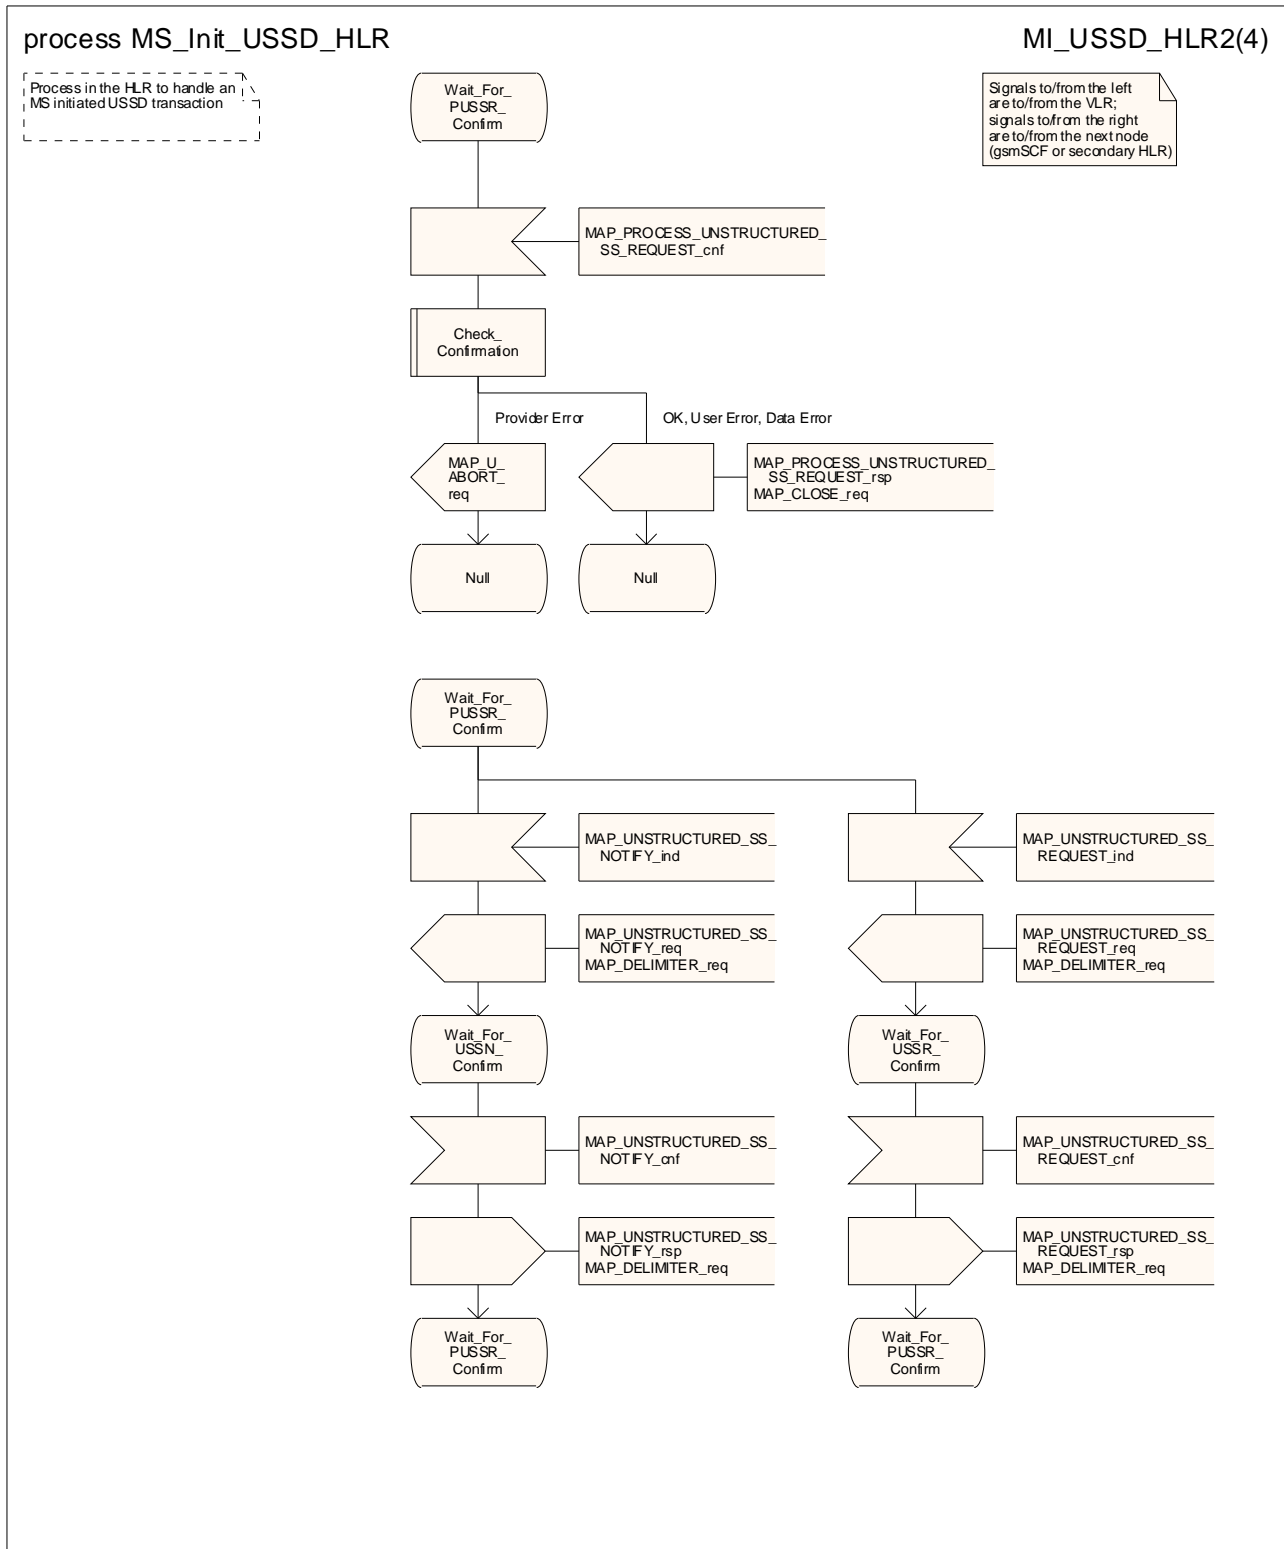 process MS_Init_USSD_HLR
MI_USSD_HLR2(4)
Process in the HLR to handle an
MS initiated USSD transaction
Wait_For_
PUSSR_
Confirm
Signals to/from the left
are to/from the VLR;
signals to/from the right
are to/from the next node
(gsmSCF or secondary HLR)
MAP_PROCESS_UNSTRUCTURED_
SS_REQUEST_cnf
Check_
Confirmation
Provider Error
OK, User Error, Data Error
MAP_U_
ABORT_
req
MAP_PROCESS_UNSTRUCTURED_
SS_REQUEST_rsp
MAP_CLOSE_req
Null
Null
Wait_For_
PUSSR_
Confirm
MAP_UNSTRUCTURED_SS_
NOTIFY_ind
MAP_UNSTRUCTURED_SS_
REQUEST_ind
MAP_UNSTRUCTURED_SS_
NOTIFY_req
MAP_DELIMITER_req
MAP_UNSTRUCTURED_SS_
REQUEST_req
MAP_DELIMITER_req
Wait_For_
USSN_
Confirm
Wait_For_
USSR_
Confirm
MAP_UNSTRUCTURED_SS_
NOTIFY_cnf
MAP_UNSTRUCTURED_SS_
REQUEST_cnf
MAP_UNSTRUCTURED_SS_
NOTIFY_rsp
MAP_DELIMITER_req
MAP_UNSTRUCTURED_SS_
REQUEST_rsp
MAP_DELIMITER_req
Wait_For_
PUSSR_
Confirm
Wait_For_
PUSSR_
Confirm